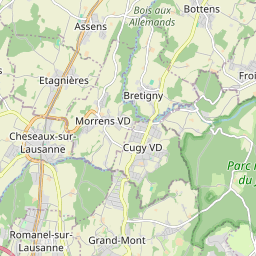 Bois aux
Allemands
Bottens
Assens
Etagnières
Bretigny
Froi
Morrens VD
Cheseaux-sur-
Lausanne
Cugy VD
Parc n
du J
Romanel-sur-
Lausanne
Grand-Mont